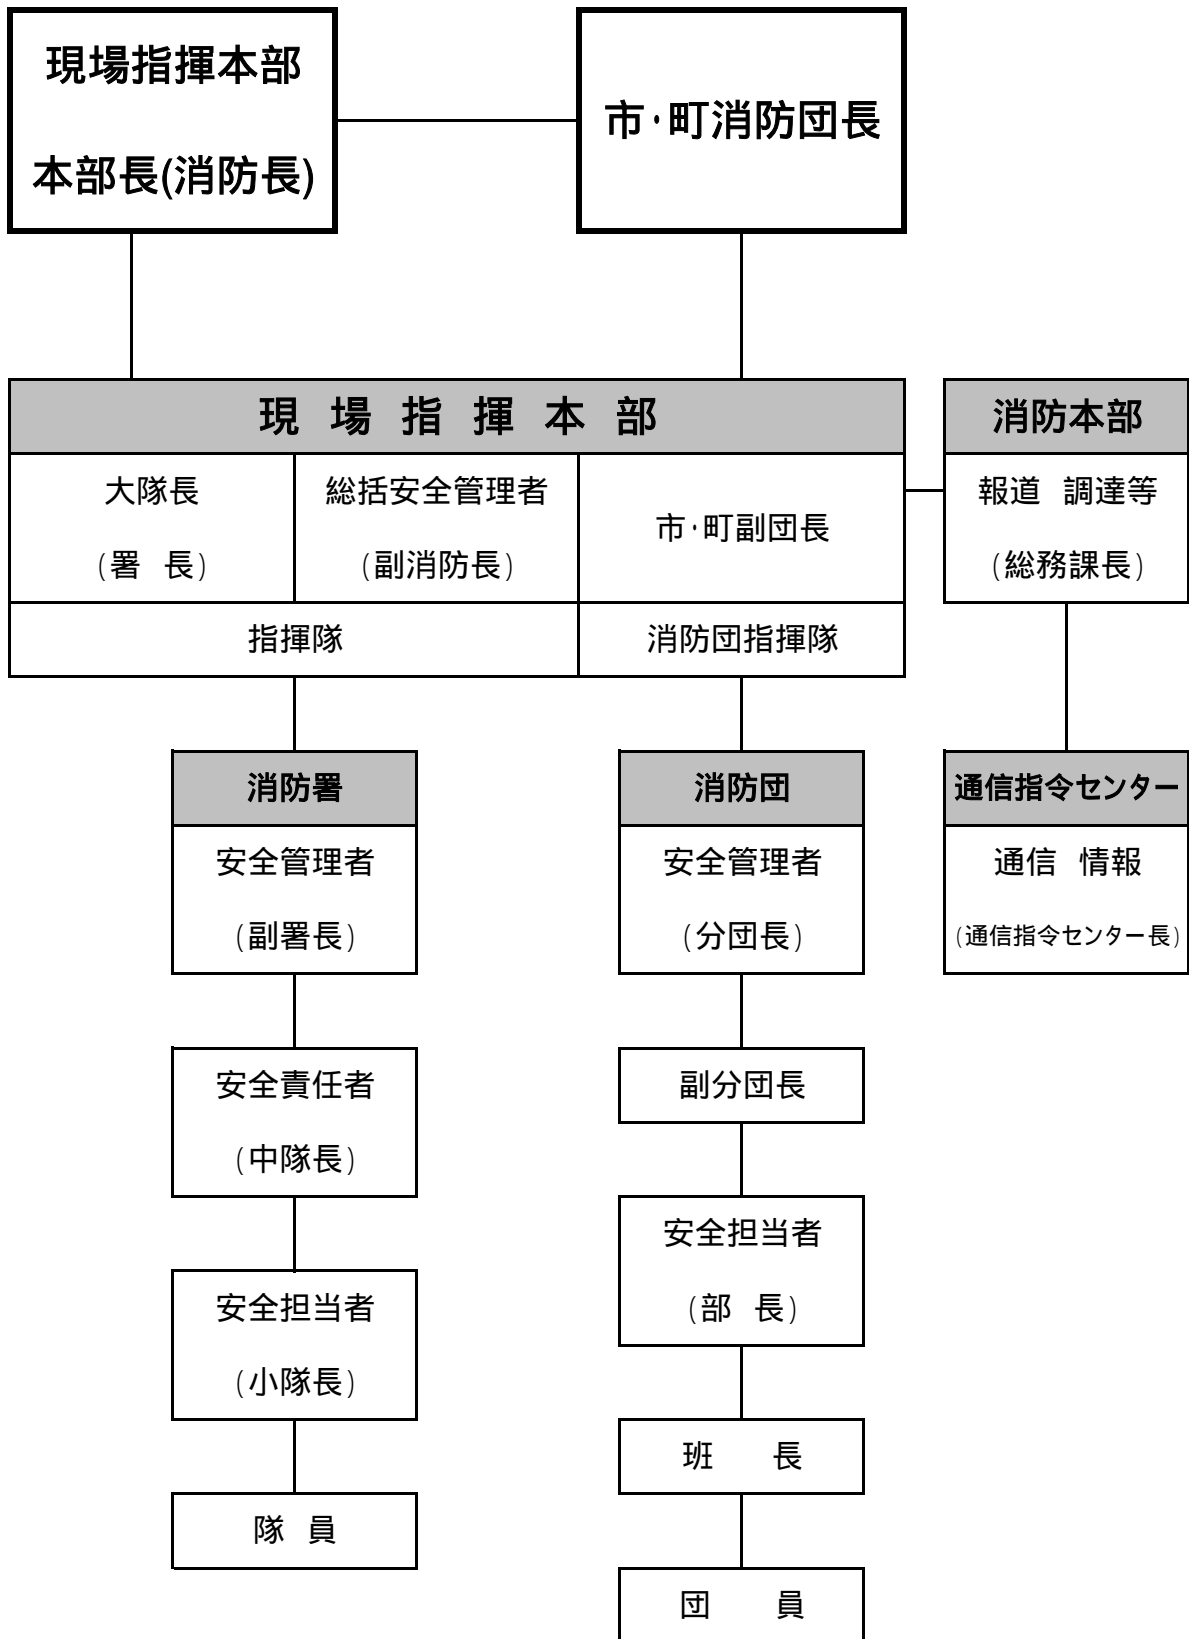 現場指揮本部
本部長(消防長)
市・町消防団長
現 場 指 揮 本 部
大隊長
(署 長)
総括安全管理者
(副消防長)
市・町副団長
指揮隊
消防団指揮隊
消防本部
報道 調達等
(総務課長)
消防署
安全管理者
(副署長)
安全責任者
(中隊長)
安全担当者
(小隊長)
隊 員
消防団
安全管理者
(分団長)
副分団長
安全担当者
(部 長)
班 長
団 員
通信指令センター
通信 情報
(通信指令センター長)